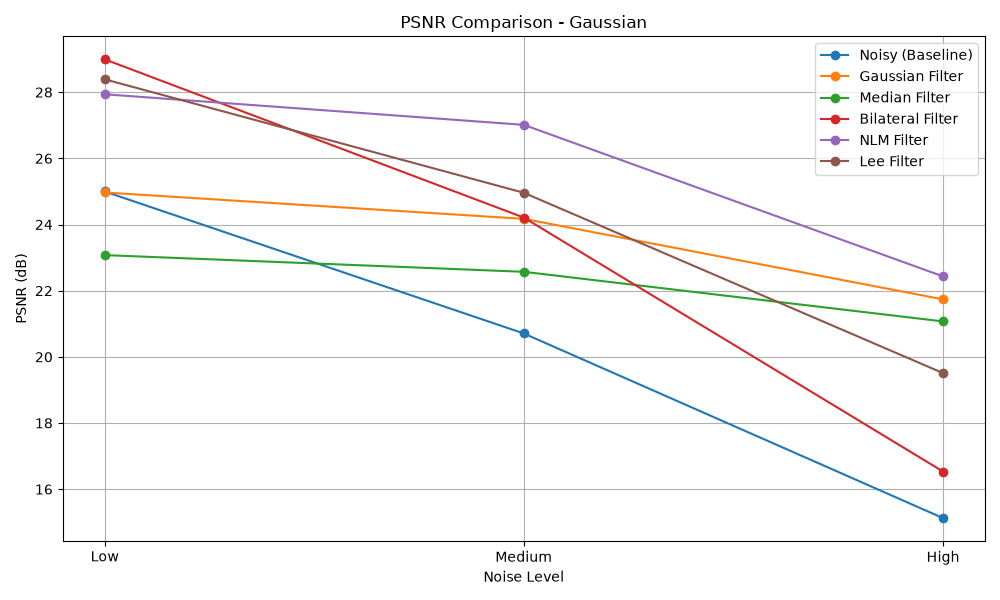 PSNR Comparison - Gaussian
Noisy (Baseline)
Gaussian Filter
Median Filter
Bilateral Filter
NLM Filter
Lee Filter
PSNR (dB)
28
26
24
22
20
18
16
Low Medium High
Noise Level